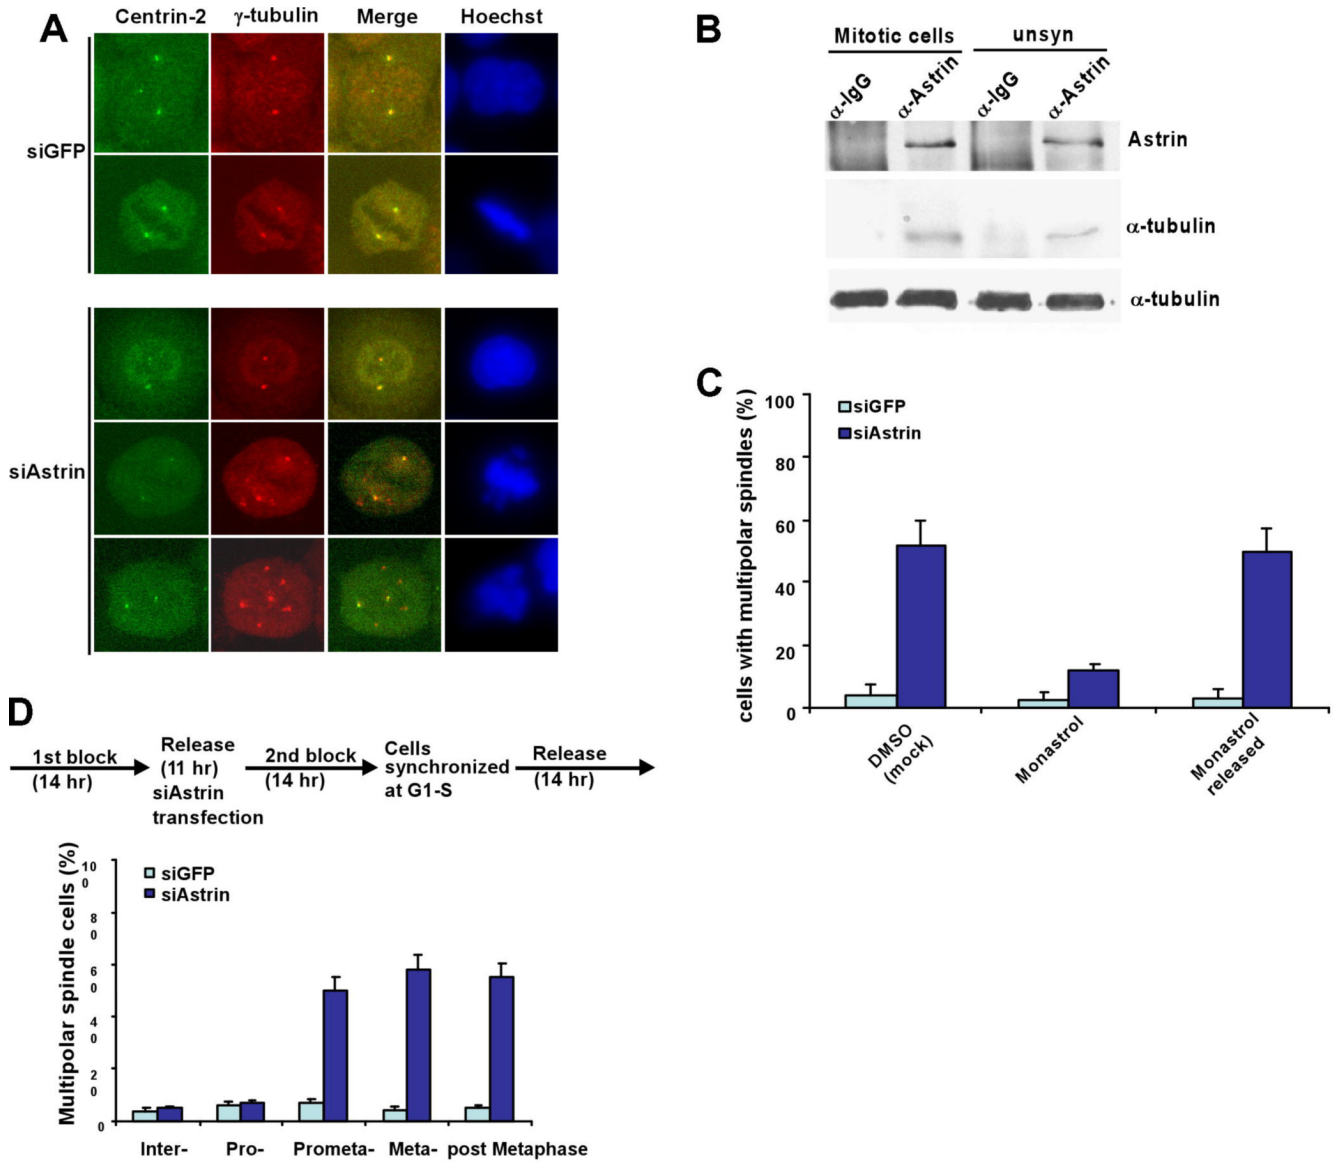 A
Centrin-2 γ-tubulin Merge Hoechst
siGFP
siAstrin
B
Mitotic cells unsyn
α-IgG α-Astrin α-IgG α-Astrin
Astrin
α-tubulin
α-tubulin
C
cells with multipolar spindles (%)
100
80
60
40
20
0
siGFP
siAstrin
DMSO
(mock)
Monastrol
Monastrol
released
D
1st block
(14 hr)
Release
(11 hr)
siAstrin
transfection
2nd block
(14 hr)
Cells
synchronized
at G1-S
Release
(14 hr)
Multipolar spindle cells (%)
10
0
8
0
6
0
4
0
2
0
0
siGFP
siAstrin
Inter- Pro- Prometa- Meta- post Metaphase